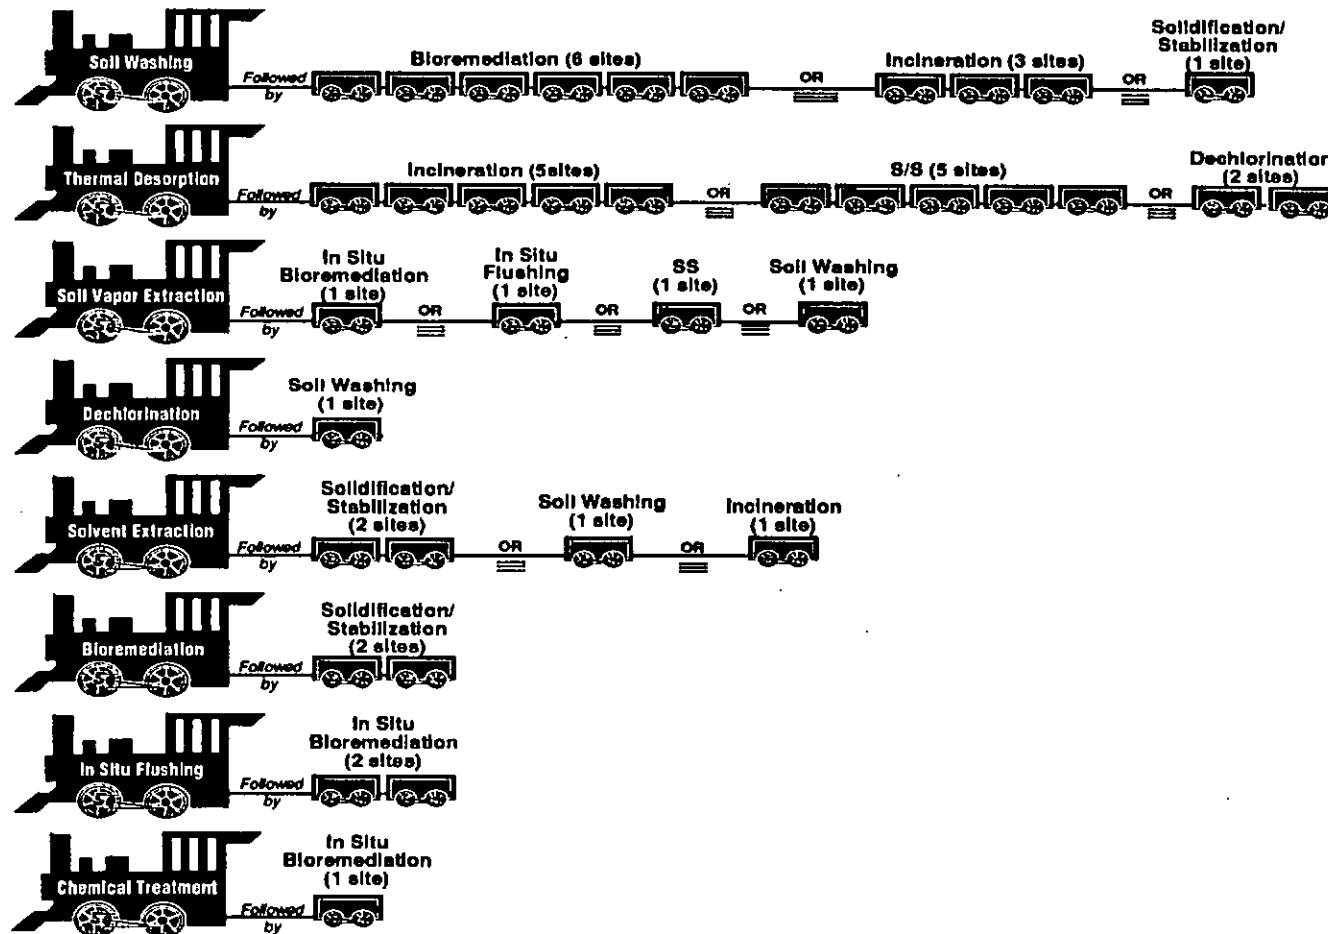 Soil Washing
Followed
by
Bioremediation (6 sites)
OR
Incineration (3 sites)
OR
Solidification/
Stabilization
(1 site)
Thermal Desorption
Followed
by
Incineration (5sites)
OR
S/S (5 sites)
OR
Dechlorination
(2 sites)
Soil Vapor Extraction
Followed
by
In Situ
Bioremediation
(1 site)
OR
In Situ
Flushing
(1 site)
OR
SS
(1 site)
OR
Soil Washing
(1 site)
Dechlorination
Followed
by
Soil Washing
(1 site)
Solvent Extraction
Followed
by
Solidification/
Stabilization
(2 sites)
OR
Soil Washing
(1 site)
OR
Incineration
(1 site)
Bioremediation
Followed
by
Solidification/
Stabilization
(2 sites)
In Situ Flushing
Followed
by
In Situ
Bioremediation
(2 sites)
Chemical Treatment
Followed
by
In Situ
Bioremediation
(1 site)